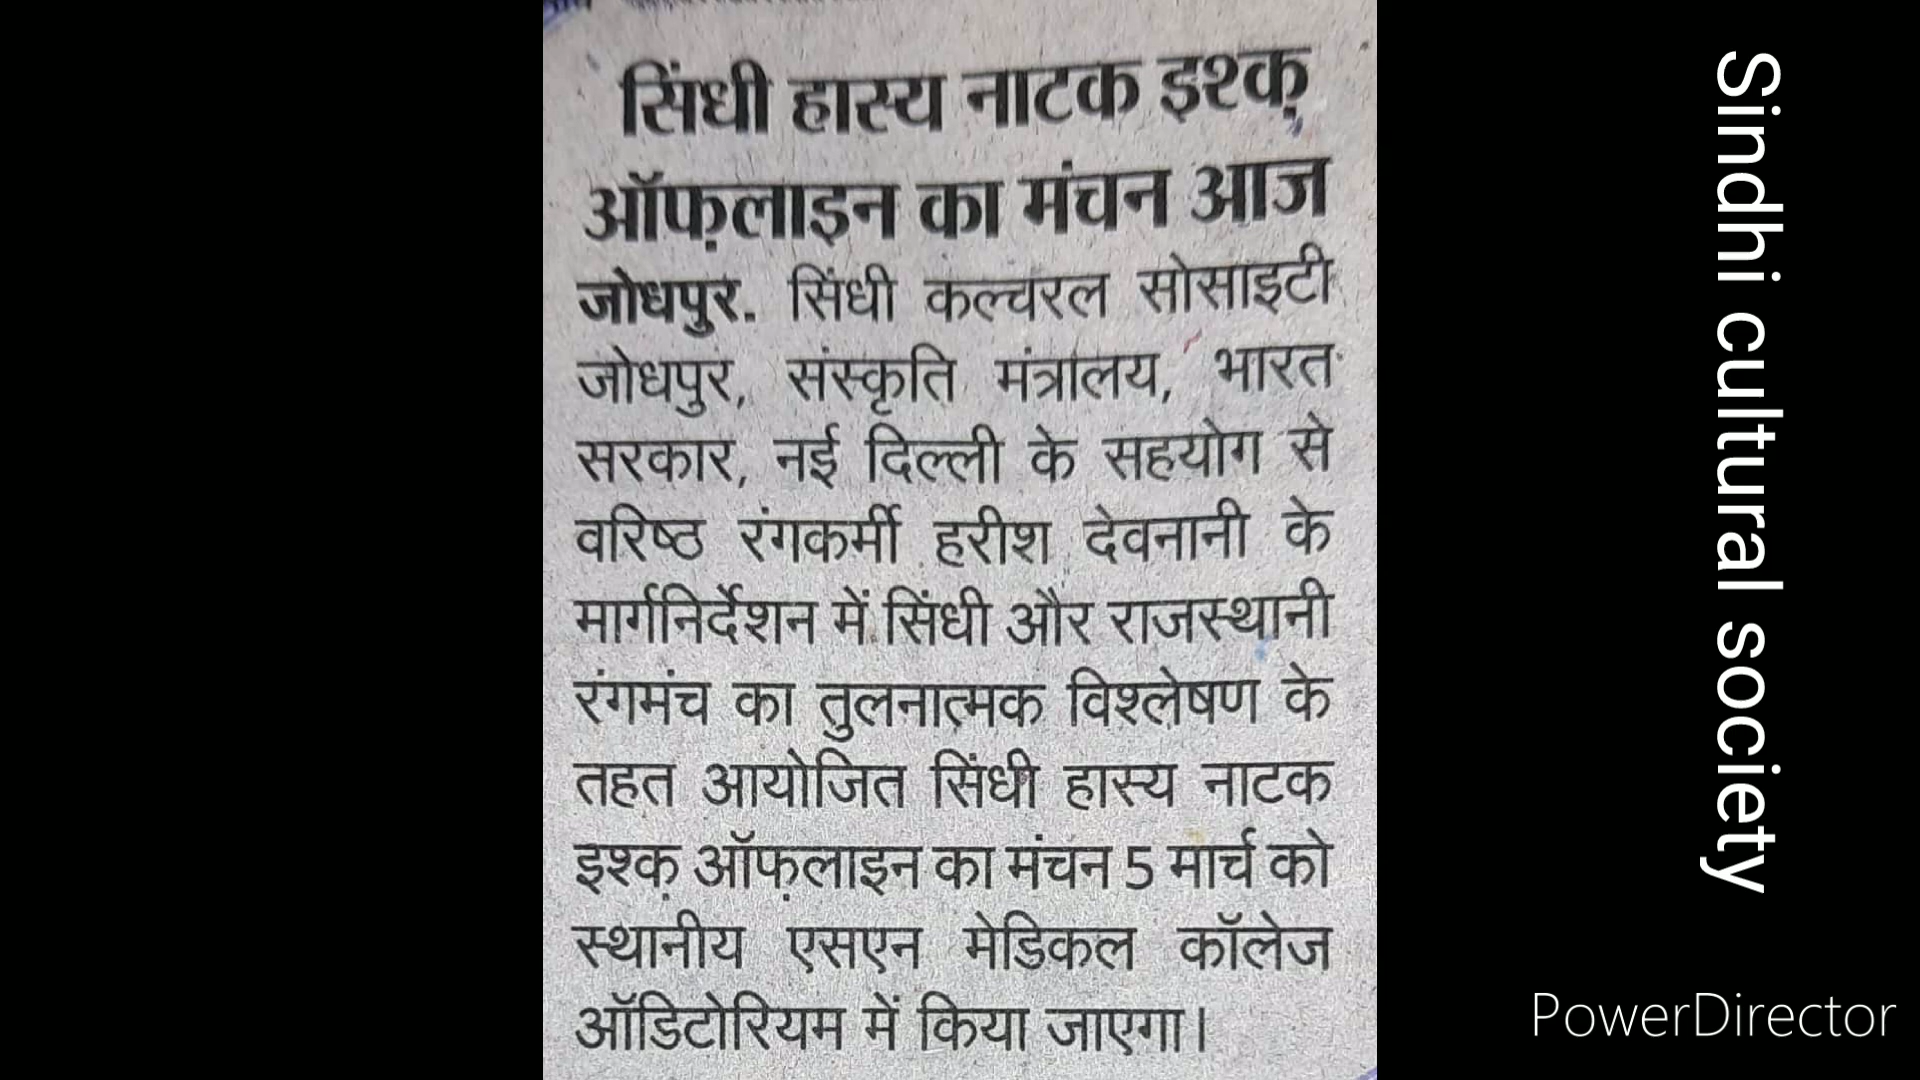 सिंधी हास्य नाटक इश्क़
ऑफ़लाइन का मंचन आज
जोधपुर. सिंधी कल्चरल सोसाइटी
जोधपुर, संस्कृति मंत्रालय, भारत
सरकार, नई दिल्ली के सहयोग से
वरिष्ठ रंगकर्मी हरीश देवनानी के
मार्गनिर्देशन में सिंधी और राजस्थानी
रंगमंच का तुलनात्मक विश्लेषण के
तहत आयोजित सिंधी हास्य नाटक
इश्क़ ऑफ़लाइन का मंचन 5 मार्च को
स्थानीय एसएन मेडिकल कॉलेज
ऑडिटोरियम में किया जाएगा।
Sindhi cultural society
PowerDirector